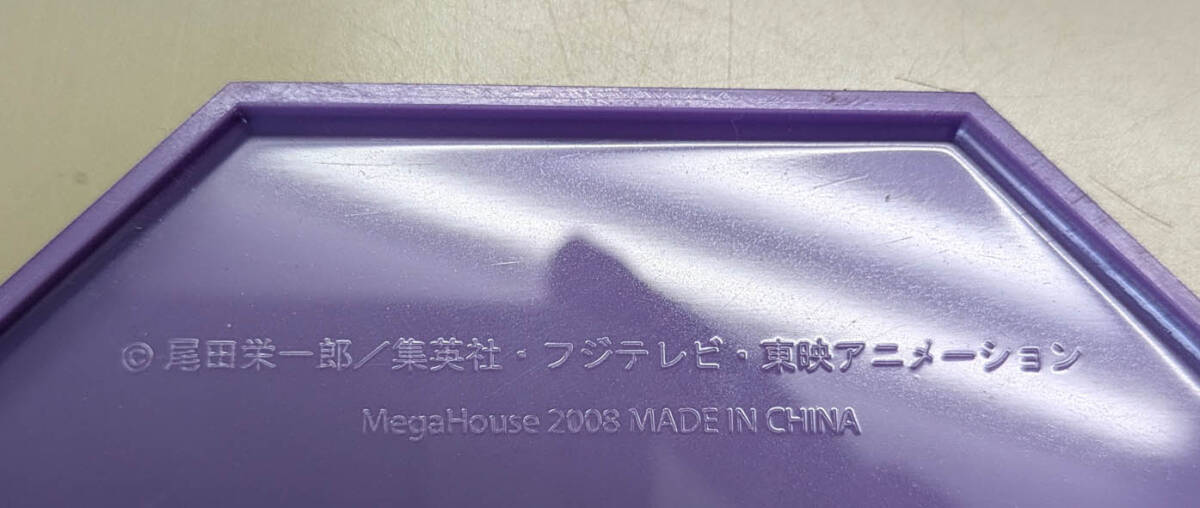 © 尾田栄一郎／集英社・フジテレビ・東映アニメーション
MegaHouse 2008 MADE IN CHINA